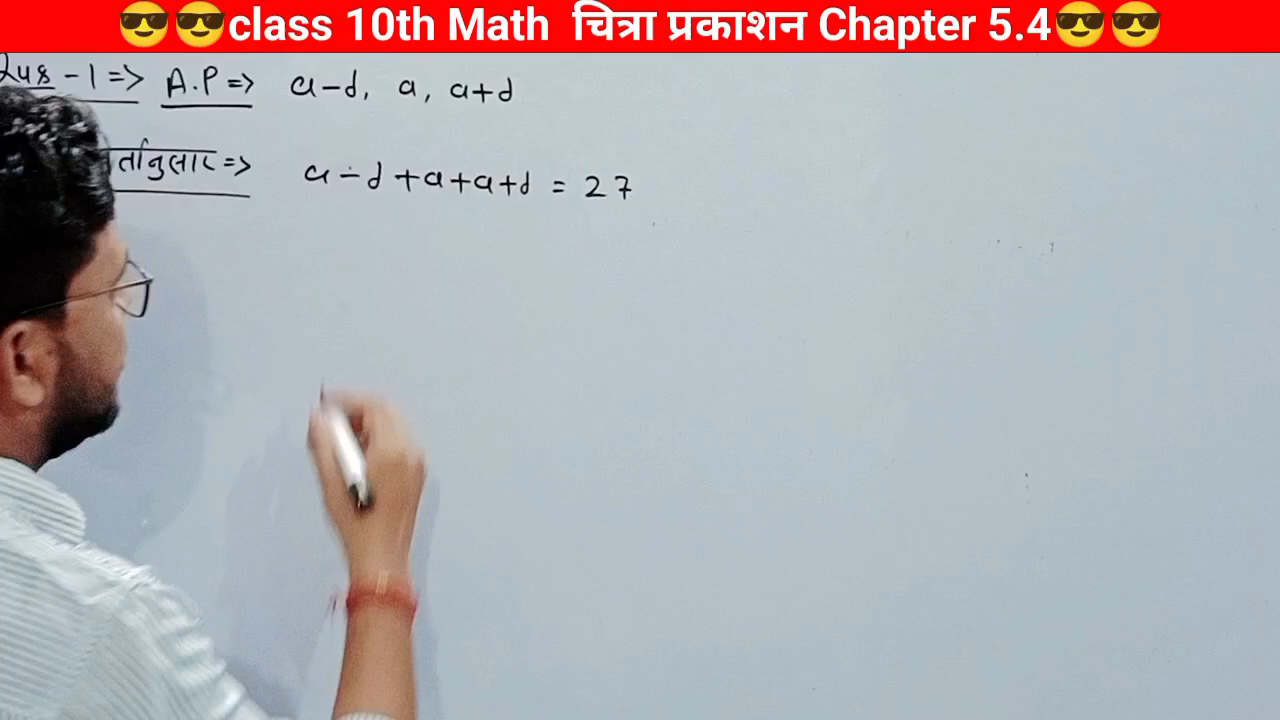 😎😎class 10th Math चित्रा प्रकाशन Chapter 5.4😎😎
-1 => A.P => a-d, a, a+d
र्तानुसार => a-d+a+a+d = 27